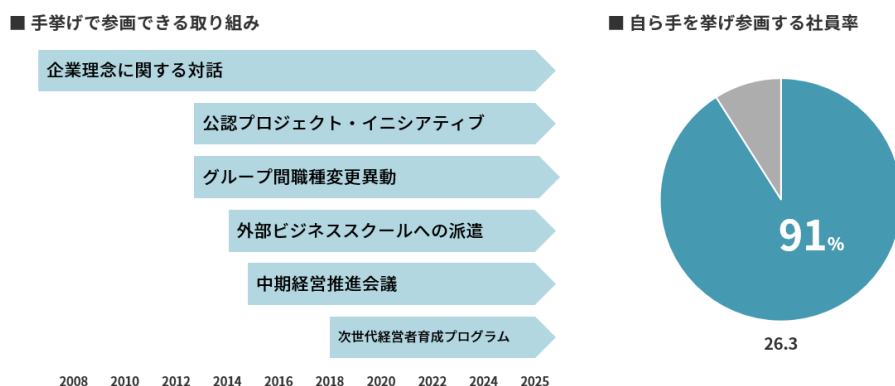 ■ 手挙げで参画できる取り組み
企業理念に関する対話
公認プロジェクト・イニシアティブ
グループ間職種変更異動
外部ビジネススクールへの派遣
中期経営推進会議
次世代経営者育成プログラム
2008 2010 2012 2014 2016 2018 2020 2022 2024 2025
■ 自ら手を挙げ参画する社員率
91%
26.3